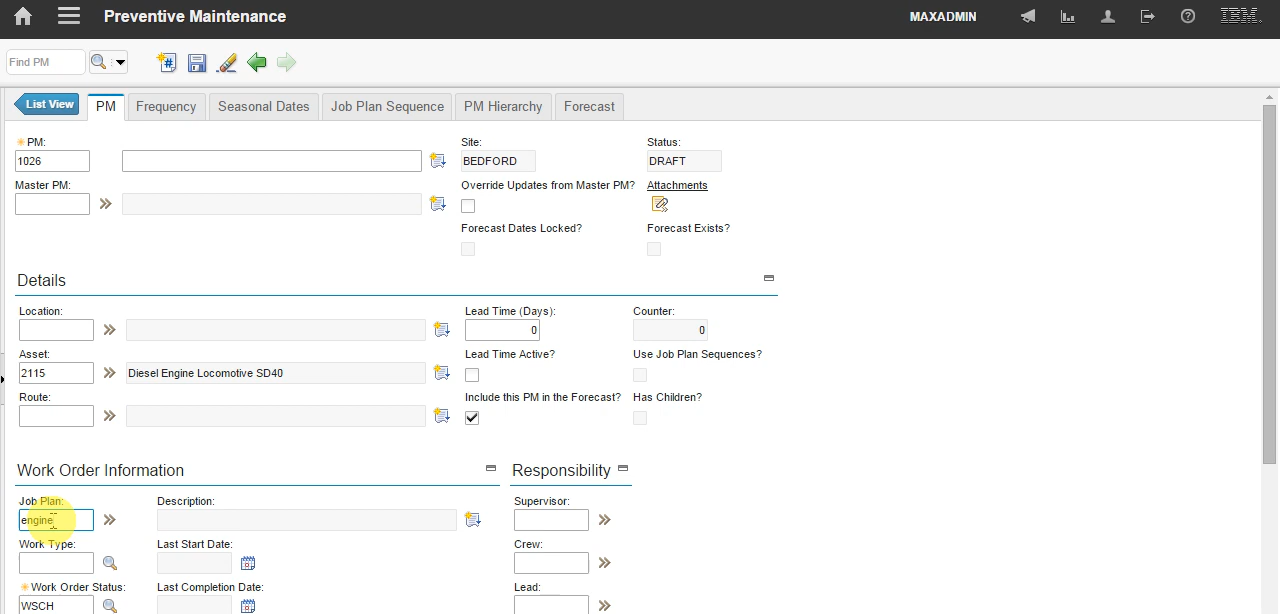 Preventive Maintenance
MAXADMIN
IBM.
Find PM
List View PM Frequency Seasonal Dates Job Plan Sequence PM Hierarchy Forecast
PM: Site: Status:
1026 BEDFORD DRAFT
Master PM: Override Updates from Master PM? Attachments
Forecast Dates Locked? Forecast Exists?
Details
Location: Lead Time (Days): Counter:
0 0
Asset: Lead Time Active? Use Job Plan Sequences?
2115 Diesel Engine Locomotive SD40
Route: Include this PM in the Forecast? Has Children?
Work Order Information Responsibility
Job Plan: Description: Supervisor:
engine
Work Type: Last Start Date: Crew:
Work Order Status: Last Completion Date: Lead:
WSCH